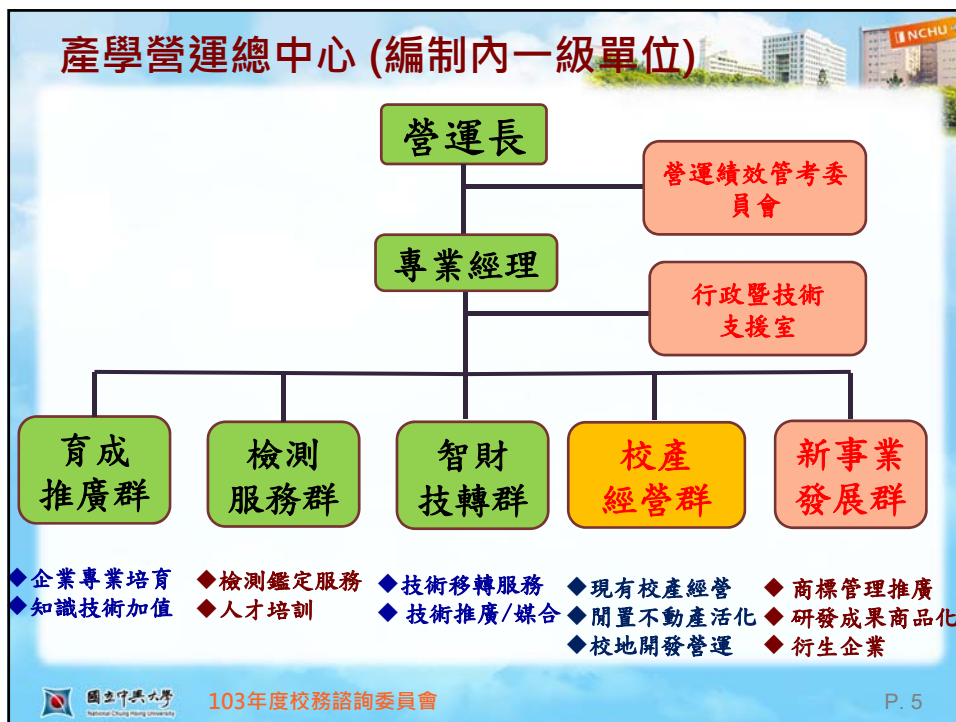 產學營運總中心 (編制內一級單位)
NCHU
營運長
營運績效管考委
員會
專業經理
行政暨技術
支援室
育成
推廣群
檢測
服務群
智財
技轉群
校產
經營群
新事業
發展群
◆企業專業培育
◆知識技術加值
◆檢測鑑定服務
◆人才培訓
◆技術移轉服務
◆ 技術推廣/媒合
◆現有校產經營
◆閒置不動產活化
◆校地開發營運
◆ 商標管理推廣
◆ 研發成果商品化
◆ 衍生企業
國立中興大學
National Chung Hsing University
103年度校務諮詢委員會
P. 5